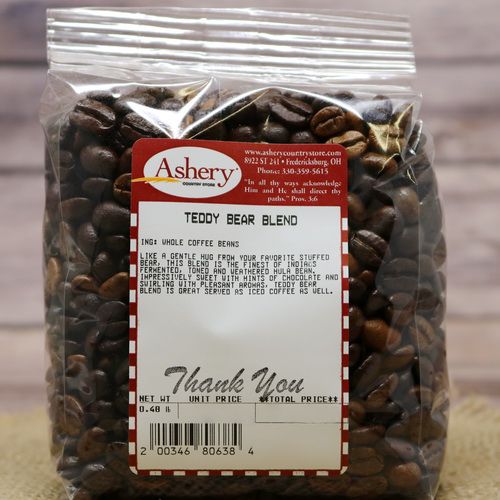 Ashery
COUNTRY STORE
www.asherycountrystore.com
8922 ST 241 • Fredericksburg, OH
Phone: 330-359-5615
"In all thy ways acknowledge
Him and He shall direct thy
paths." Prov. 3:6
TEDDY BEAR BLEND
ING: WHOLE COFFEE BEANS
LIKE A GENTLE HUG FROM YOUR FAVORITE STUFFED
BEAR, THIS BLEND IS THE FINEST OF INDIAS
FERMENTED, TONED AND WEATHERED HULA BEAN.
IMPRESSIVELY SWEET WITH HINTS OF CHOCOLATE AND
SWIRLING WITH PLEASANT AROMAS, TEDDY BEAR
BLEND IS GREAT SERVED AS ICED COFFEE AS WELL.
Thank You
NET WT UNIT PRICE **TOTAL PRICE**
0.48 lb
2 00346 80638 4